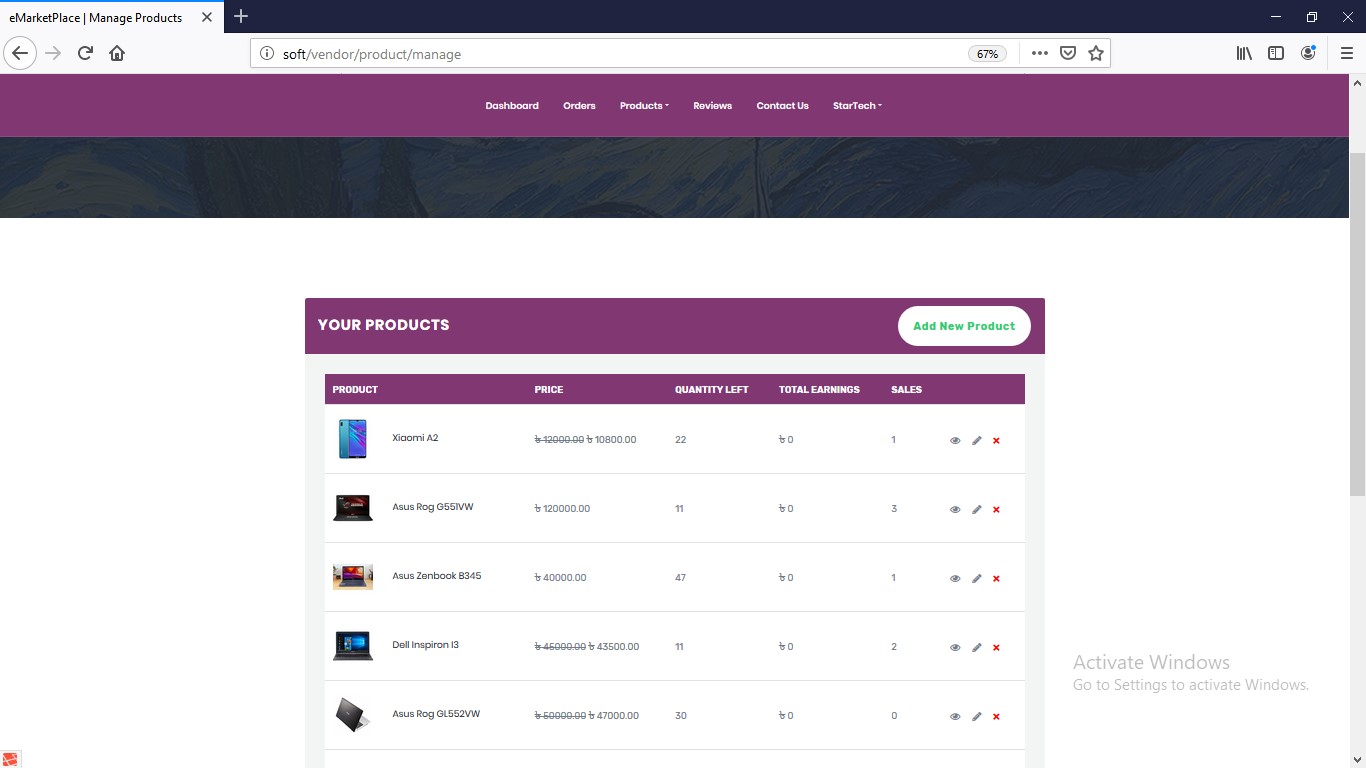 eMarketPlace | Manage Products
soft/vendor/product/manage 67%
Dashboard Orders Products Reviews Contact Us StarTech
YOUR PRODUCTS Add New Product
PRODUCT PRICE QUANTITY LEFT TOTAL EARNINGS SALES
Xiaomi A2 ৳ 12000.00 ৳ 10800.00 22 ৳ 0 1
Asus Rog G551VW ৳ 120000.00 11 ৳ 0 3
Asus Zenbook B345 ৳ 40000.00 47 ৳ 0 1
Dell Inspiron I3 ৳ 45000.00 ৳ 43500.00 11 ৳ 0 2
Asus Rog GL552VW ৳ 50000.00 ৳ 47000.00 30 ৳ 0 0
Activate Windows
Go to Settings to activate Windows.